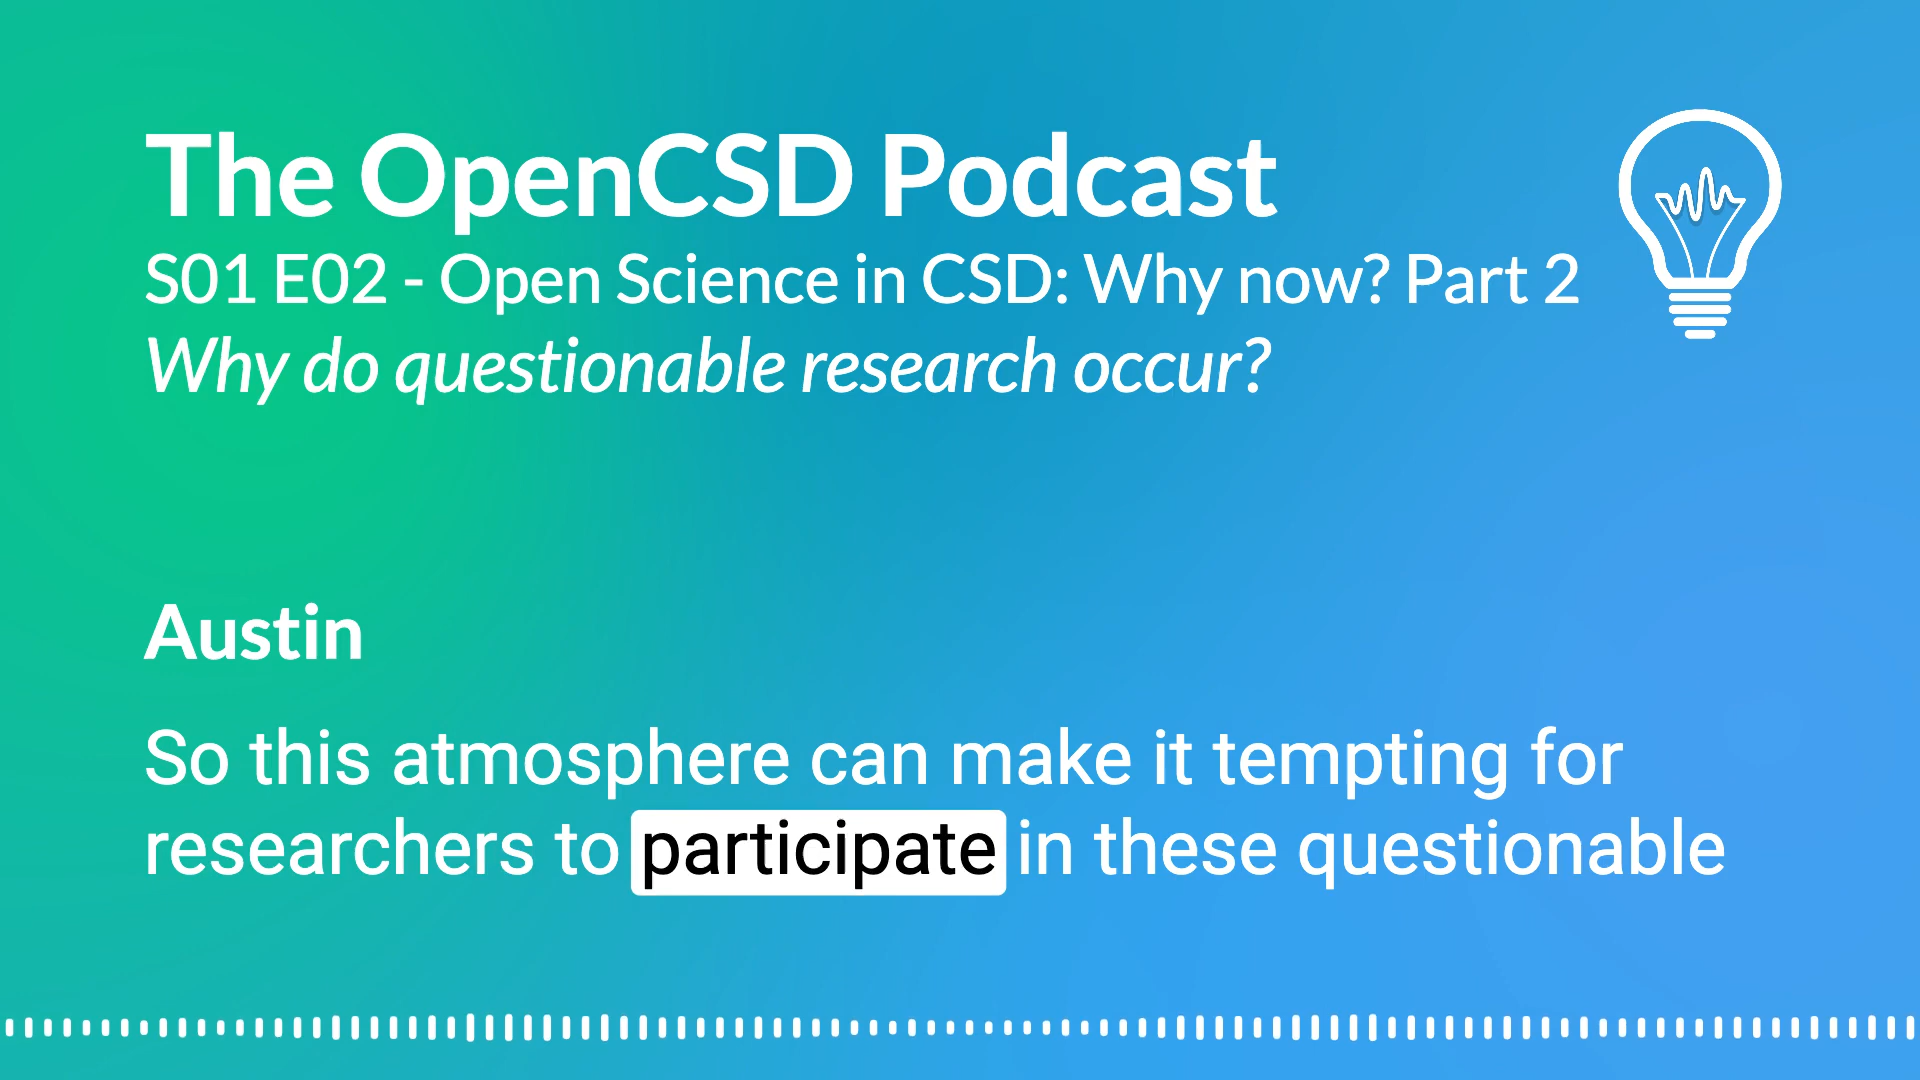 The OpenCSD Podcast
S01 E02 - Open Science in CSD: Why now? Part 2
Why do questionable research occur?
Austin
So this atmosphere can make it tempting for
researchers to participate in these questionable